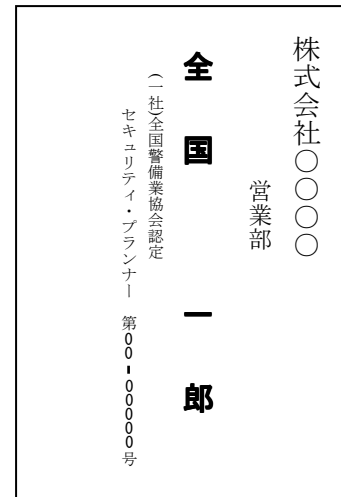 株式会社○○○○
営業部
全国 一郎
(一社)全国警備業協会認定
セキュリティ・プランナー 第00-00000号